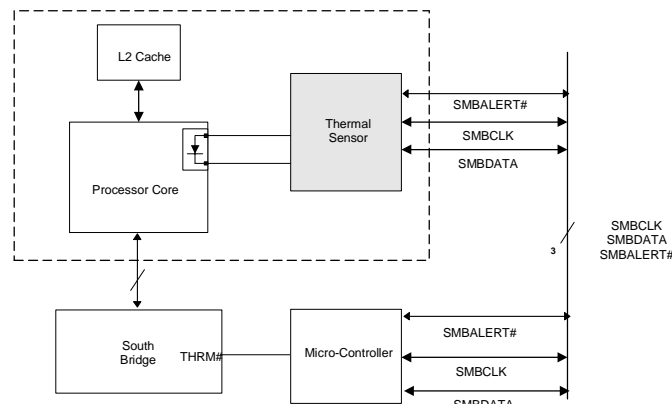 L2 Cache
Thermal
Sensor
Processor Core
SMBALERT#
SMBCLK
SMBDATA
3
SMBCLK
SMBDATA
SMBALERT#
South
Bridge
THRM#
Micro-Controller
SMBALERT#
SMBCLK
SMBDATA